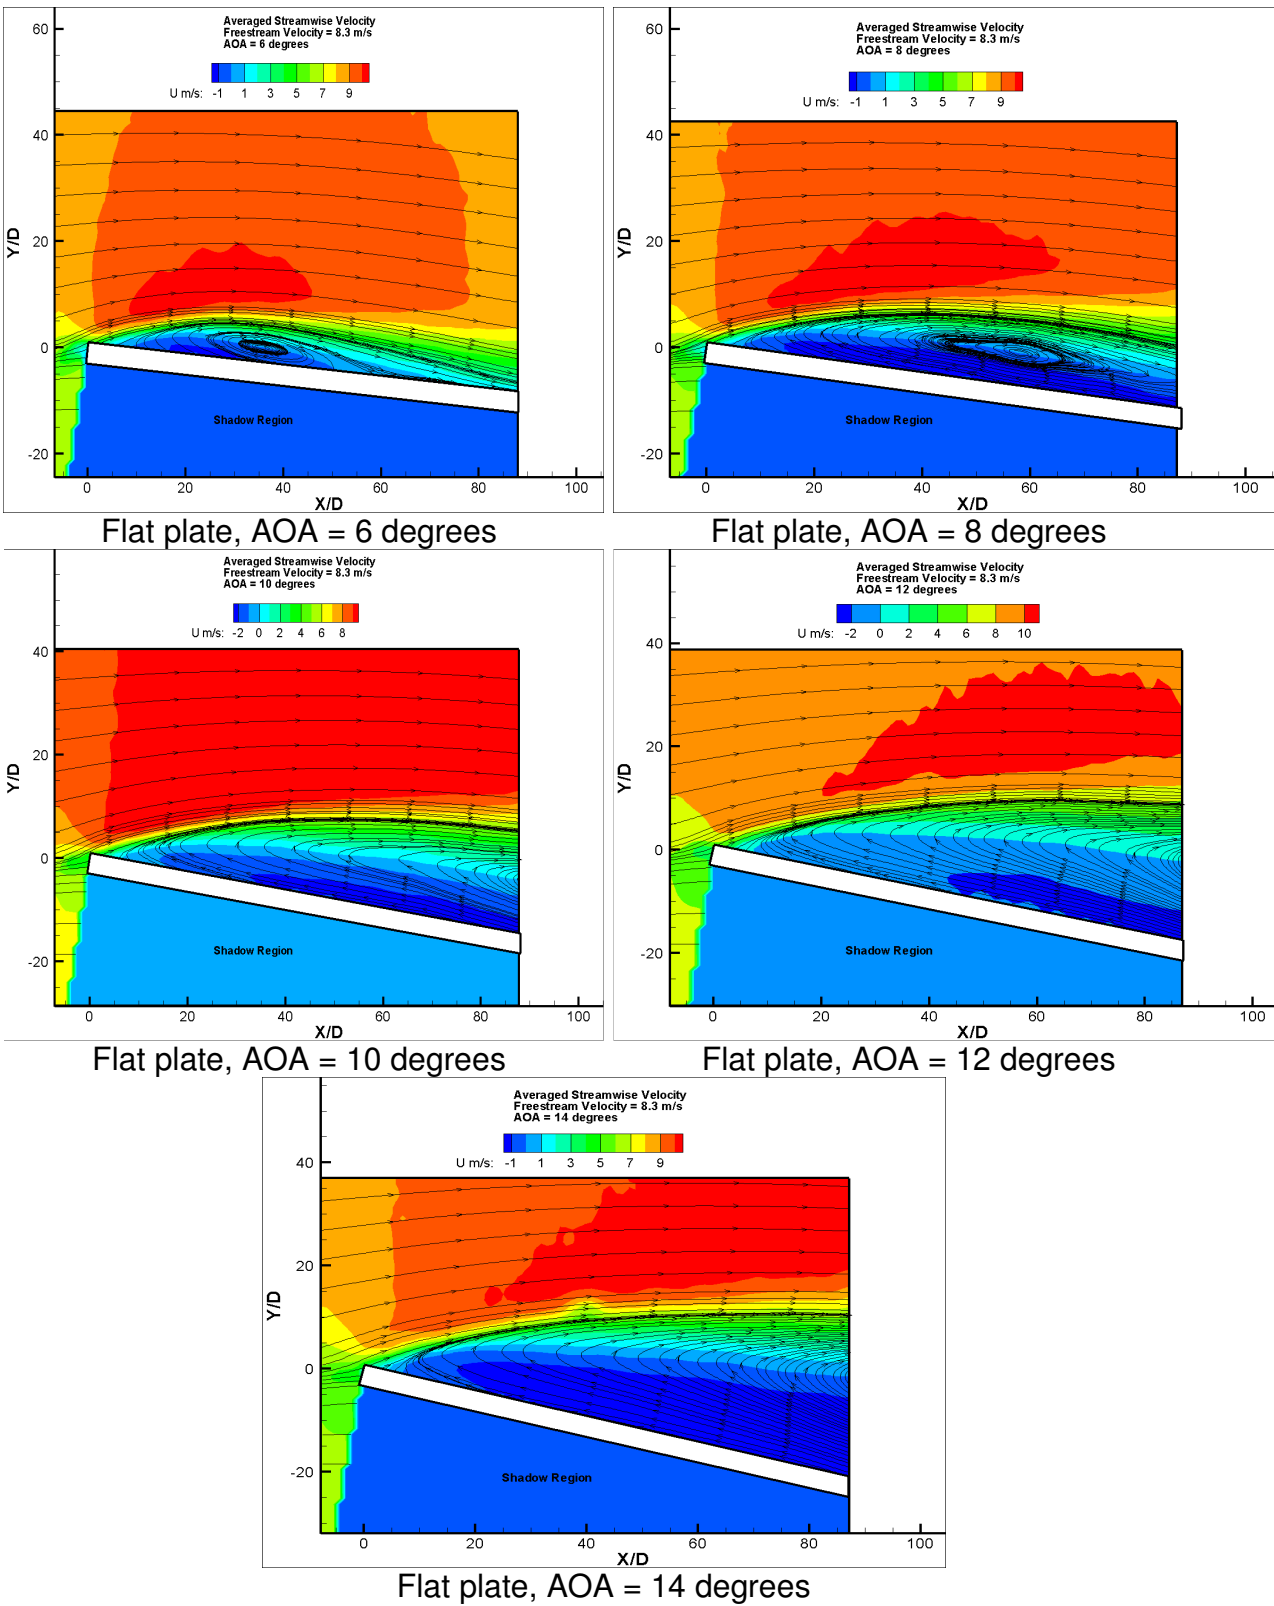 Averaged Streamwise Velocity
Freestream Velocity = 8.3 m/s
AOA = 6 degrees
U m/s: -1 1 3 5 7 9
60
40
20
0
-20
Y/D
Shadow Region
0 20 40 60 80 100
X/D
Flat plate, AOA = 6 degrees
Averaged Streamwise Velocity
Freestream Velocity = 8.3 m/s
AOA = 8 degrees
U m/s: -1 1 3 5 7 9
60
40
20
0
-20
Y/D
Shadow Region
0 20 40 60 80 100
X/D
Flat plate, AOA = 8 degrees
Averaged Streamwise Velocity
Freestream Velocity = 8.3 m/s
AOA = 10 degrees
U m/s: -2 0 2 4 6 8
40
20
0
-20
Y/D
Shadow Region
0 20 40 60 80 100
X/D
Flat plate, AOA = 10 degrees
Averaged Streamwise Velocity
Freestream Velocity = 8.3 m/s
AOA = 12 degrees
U m/s: -2 0 2 4 6 8 10
40
20
0
-20
Y/D
Shadow Region
0 20 40 60 80 100
X/D
Flat plate, AOA = 12 degrees
Averaged Streamwise Velocity
Freestream Velocity = 8.3 m/s
AOA = 14 degrees
U m/s: -1 1 3 5 7 9
40
20
0
-20
Y/D
Shadow Region
0 20 40 60 80 100
X/D
Flat plate, AOA = 14 degrees